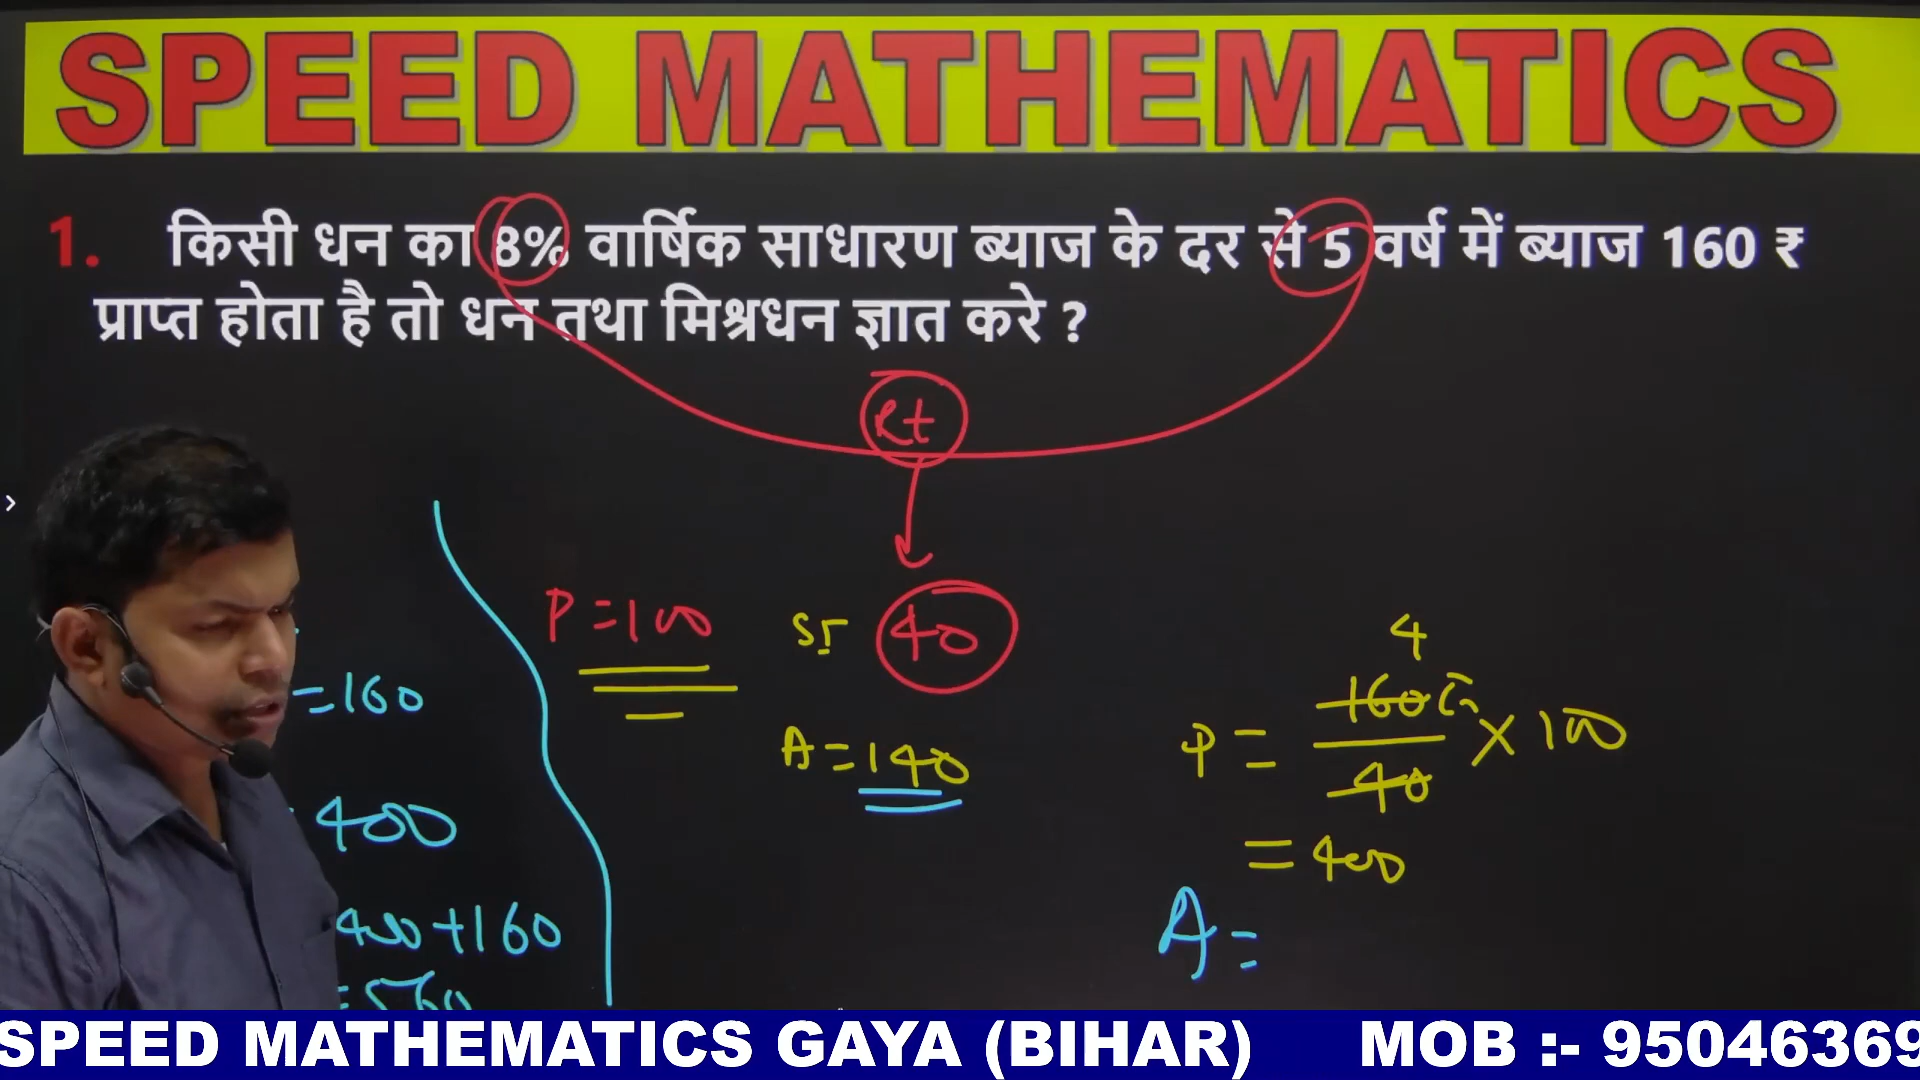 SPEED MATHEMATICS
1. किसी धन का 8% वार्षिक साधारण ब्याज के दर से 5 वर्ष में ब्याज 160 ₹
प्राप्त होता है तो धन तथा मिश्रधन ज्ञात करे ?
Rt
P = 100 SI 40
A = 140
= 160
400
400 + 160
= 560
4
P = 160 × 100
40
= 400
A =
SPEED MATHEMATICS GAYA (BIHAR) MOB :- 95046369